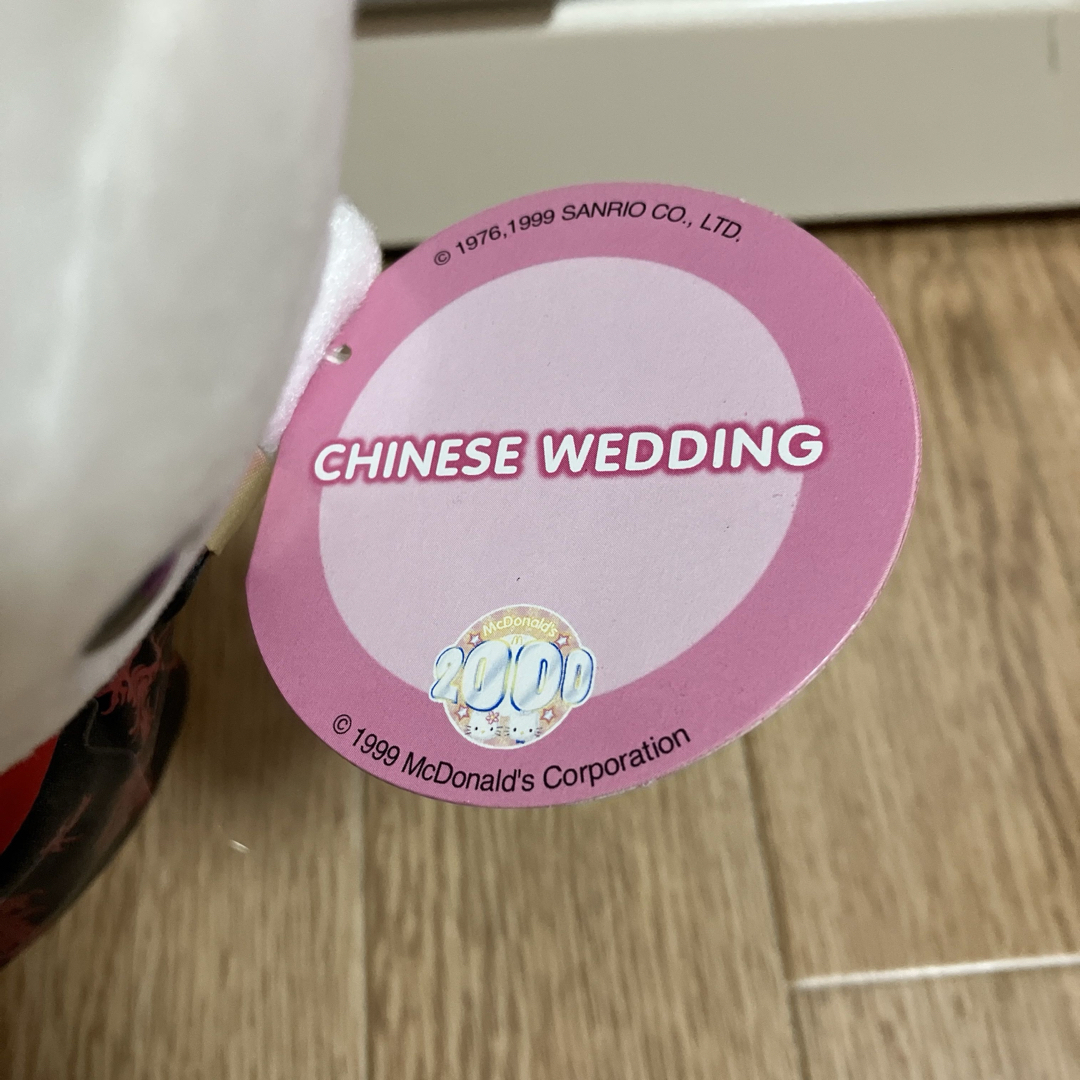 © 1976,1999 SANRIO CO., LTD.
CHINESE WEDDING
McDonald's
2000
© 1999 McDonald's Corporation